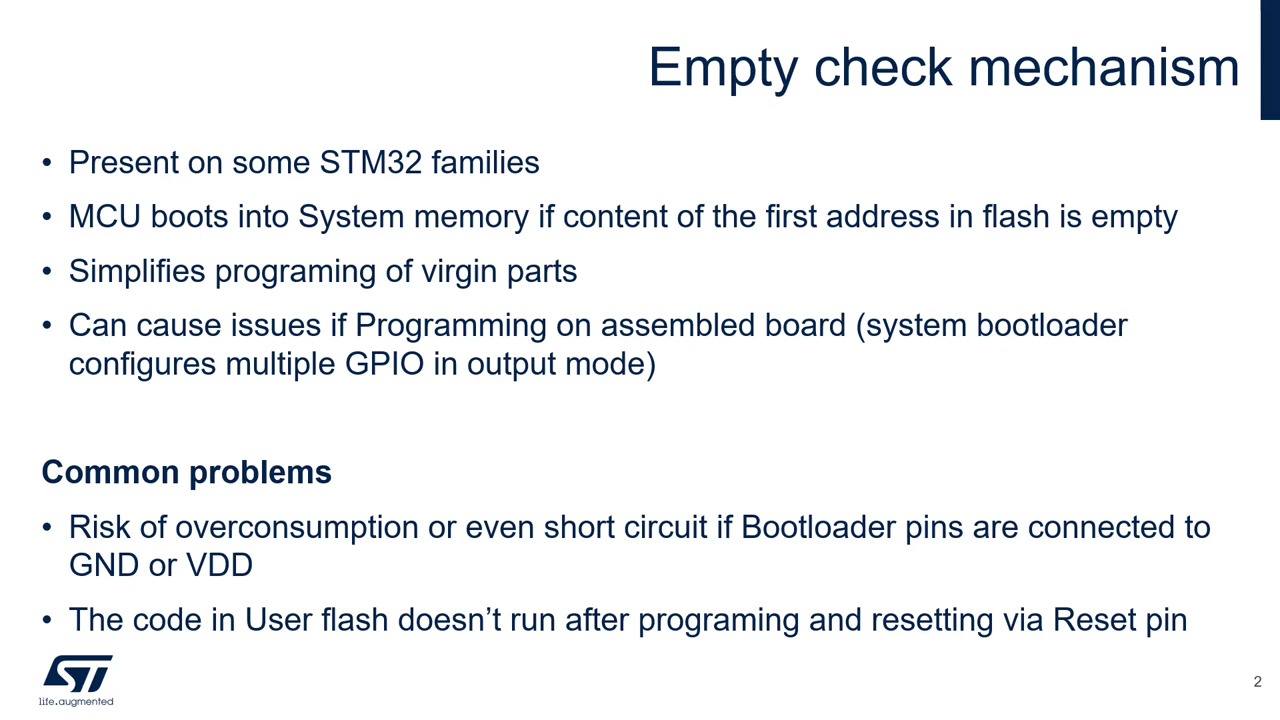 Empty check mechanism
• Present on some STM32 families
• MCU boots into System memory if content of the first address in flash is empty
• Simplifies programing of virgin parts
• Can cause issues if Programming on assembled board (system bootloader
configures multiple GPIO in output mode)
Common problems
• Risk of overconsumption or even short circuit if Bootloader pins are connected to
GND or VDD
• The code in User flash doesn’t run after programing and resetting via Reset pin
ST
life.augmented
2